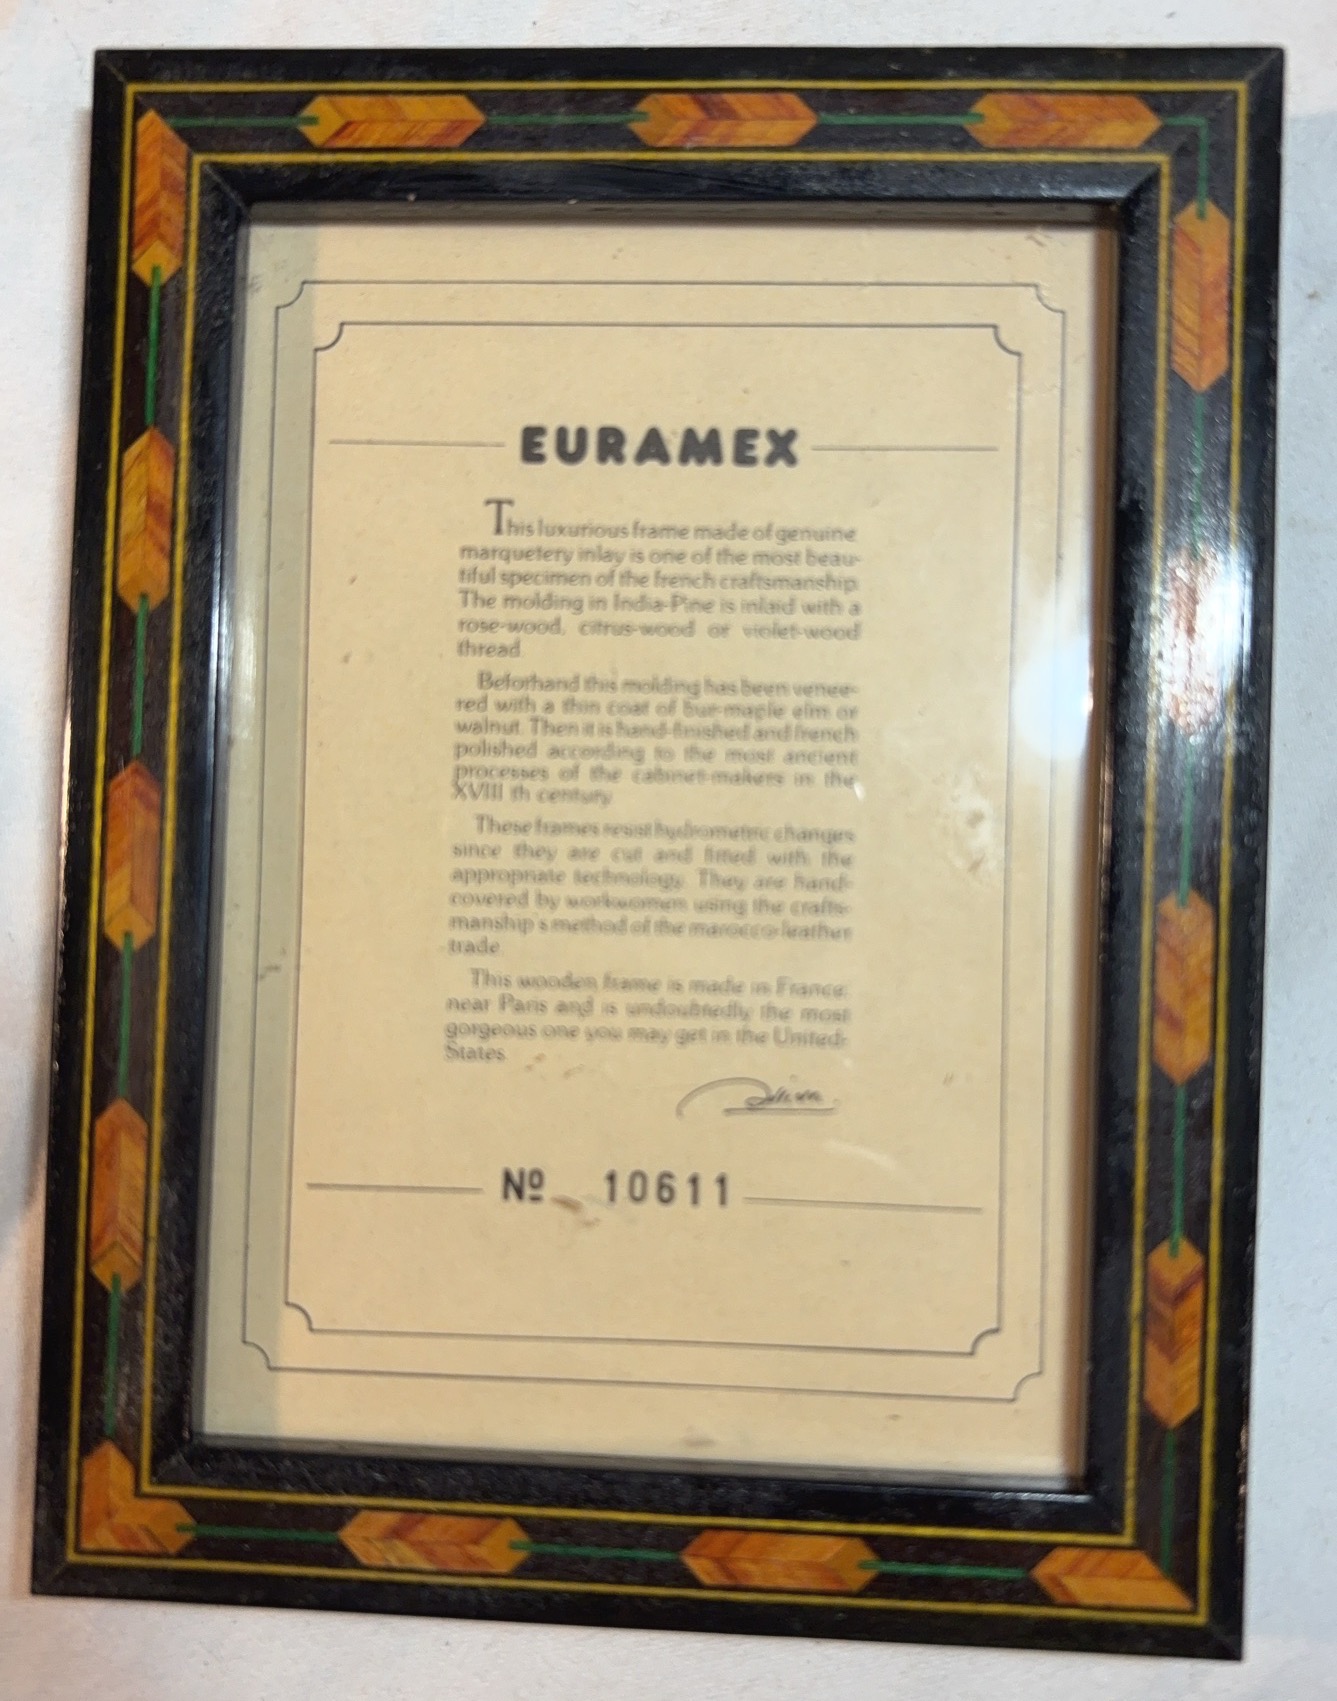 EURAMEX
This luxurious frame made of genuine
marquetery inlay is one of the most beau-
tiful specimen of the french craftsmanship.
The molding in India-Pine is inlaid with a
rose-wood, citrus-wood or violet-wood
thread.
Beforhand this molding has been venee-
red with a thin coat of bur-maple elm or
walnut. Then it is hand-finished and french
polished according to the most ancient
processes of the cabinet-makers in the
XVIII th century.
These frames resist hydrometric changes
since they are cut and fitted with the
appropriate technology. They are hand-
covered by workwomen using the crafts-
manship's method of the marocco-leather
trade.
This wooden frame is made in France,
near Paris and is undoubtedly the most
gorgeous one you may get in the United-
States.
Nº 10611